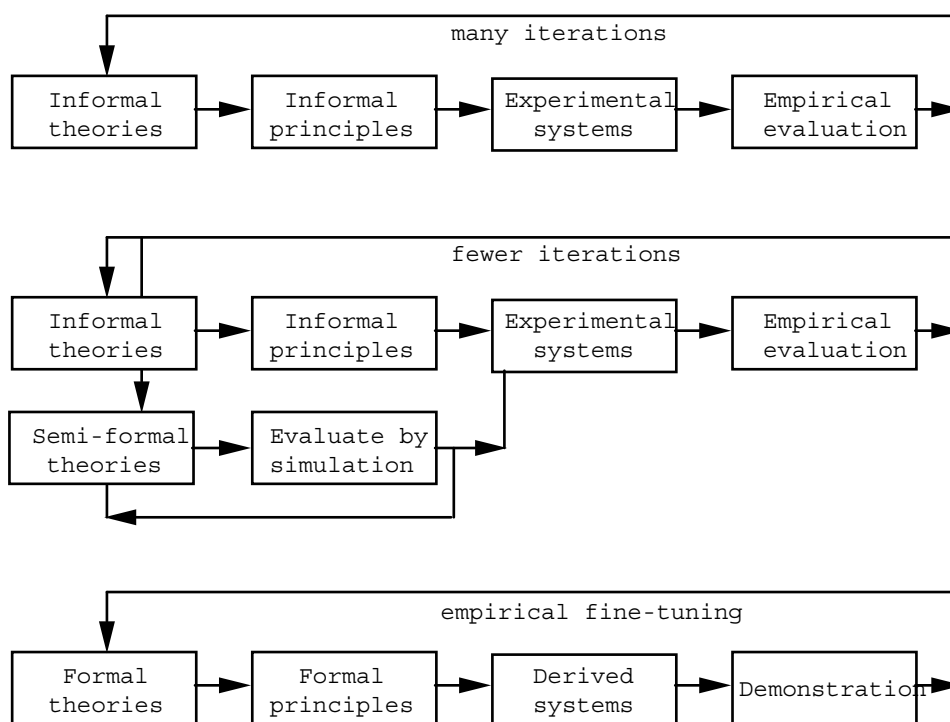 many iterations
Informal
theories
Informal
principles
Experimental
systems
Empirical
evaluation
fewer iterations
Informal
theories
Informal
principles
Experimental
systems
Empirical
evaluation
Semi-formal
theories
Evaluate by
simulation
empirical fine-tuning
Formal
theories
Formal
principles
Derived
systems
Demonstration